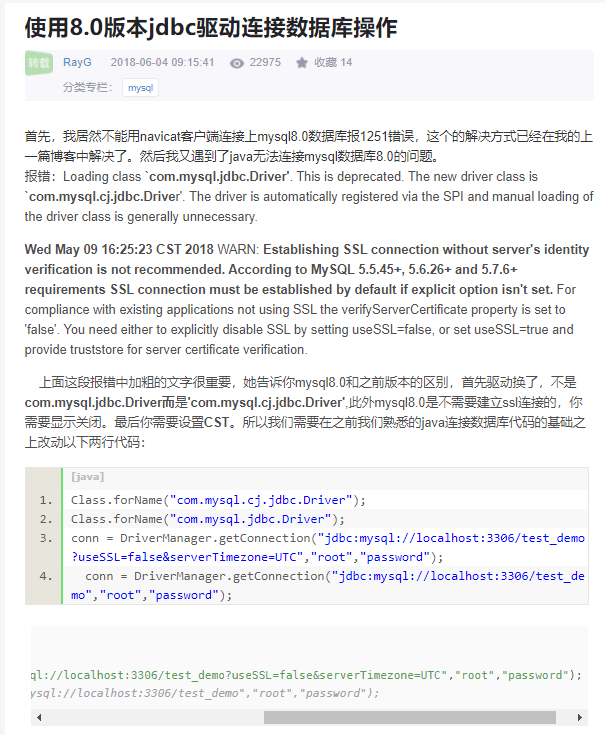 使用8.0版本jdbc驱动连接数据库操作
转载 RayG 2018-06-04 09:15:41 22975 收藏 14
分类专栏： mysql
首先，我居然不能用navicat客户端连接上mysql8.0数据库报1251错误，这个的解决方式已经在我的上
一篇博客中解决了。然后我又遇到了java无法连接mysql数据库8.0的问题。
报错：Loading class `com.mysql.jdbc.Driver'. This is deprecated. The new driver class is
`com.mysql.cj.jdbc.Driver'. The driver is automatically registered via the SPI and manual loading of
the driver class is generally unnecessary.
Wed May 09 16:25:23 CST 2018 WARN: Establishing SSL connection without server's identity
verification is not recommended. According to MySQL 5.5.45+, 5.6.26+ and 5.7.6+
requirements SSL connection must be established by default if explicit option isn't set. For
compliance with existing applications not using SSL the verifyServerCertificate property is set to
'false'. You need either to explicitly disable SSL by setting useSSL=false, or set useSSL=true and
provide truststore for server certificate verification.
上面这段报错中加粗的文字很重要，她告诉你mysql8.0和之前版本的区别，首先驱动换了，不是
com.mysql.jdbc.Driver而是'com.mysql.cj.jdbc.Driver',此外mysql8.0是不需要建立ssl连接的，你
需要显示关闭。最后你需要设置CST。所以我们需要在之前我们熟悉的java连接数据库代码的基础之
上改动以下两行代码：
[java]
1. Class.forName("com.mysql.cj.jdbc.Driver");
2. Class.forName("com.mysql.jdbc.Driver");
3. conn = DriverManager.getConnection("jdbc:mysql://localhost:3306/test_demo
?useSSL=false&serverTimezone=UTC","root","password");
4. conn = DriverManager.getConnection("jdbc:mysql://localhost:3306/test_de
mo","root","password");
ql://localhost:3306/test_demo?useSSL=false&serverTimezone=UTC","root","password");
ysql://localhost:3306/test_demo","root","password");